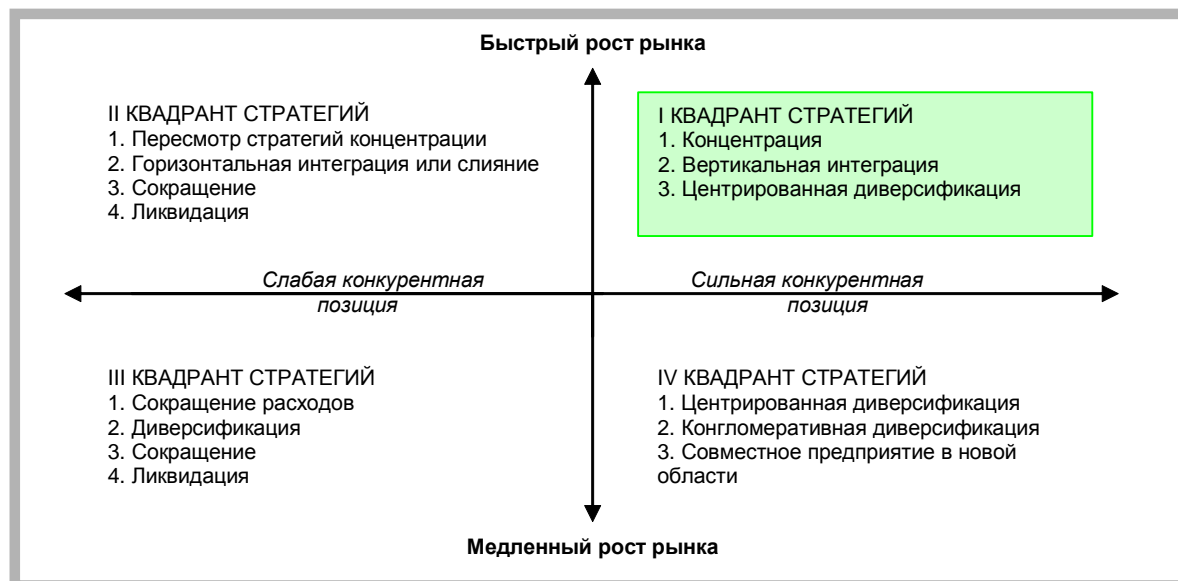 Быстрый рост рынка
II КВАДРАНТ СТРАТЕГИЙ
1. Пересмотр стратегий концентрации
2. Горизонтальная интеграция или слияние
3. Сокращение
4. Ликвидация
I КВАДРАНТ СТРАТЕГИЙ
1. Концентрация
2. Вертикальная интеграция
3. Центрированная диверсификация
Слабая конкурентная
позиция
Сильная конкурентная
позиция
III КВАДРАНТ СТРАТЕГИЙ
1. Сокращение расходов
2. Диверсификация
3. Сокращение
4. Ликвидация
IV КВАДРАНТ СТРАТЕГИЙ
1. Центрированная диверсификация
2. Конгломеративная диверсификация
3. Совместное предприятие в новой
области
Медленный рост рынка